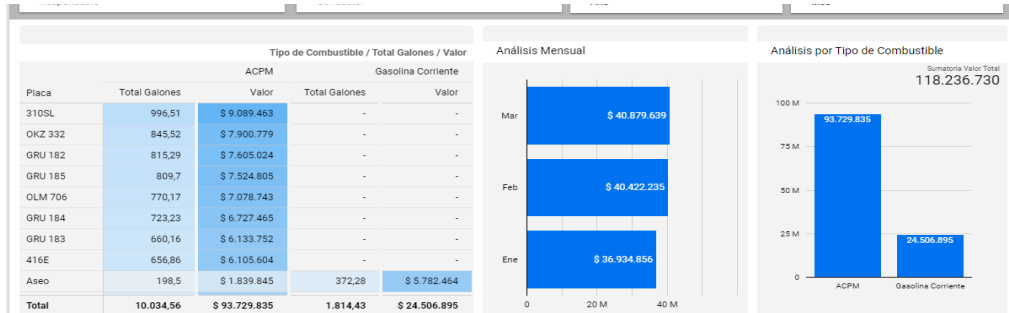 Tipo de Combustible / Total Galones / Valor
ACPM Gasolina Corriente
Placa Total Galones Valor Total Galones Valor
310SL 996,51 $ 9.089.463 - -
OKZ 332 845,52 $ 7.900.779 - -
GRU 182 815,29 $ 7.605.024 - -
GRU 185 809,7 $ 7.524.805 - -
OLM 706 770,17 $ 7.078.743 - -
GRU 184 723,23 $ 6.727.465 - -
GRU 183 660,16 $ 6.133.752 - -
416E 656,86 $ 6.105.604 - -
Aseo 198,5 $ 1.839.845 372,28 $ 5.782.464
Total 10.034,56 $ 93.729.835 1.814,43 $ 24.506.895
Análisis Mensual
Mar $ 40.879.639
Feb $ 40.422.235
Ene $ 36.934.856
0 20 M 40 M
Análisis por Tipo de Combustible
Sumatoria Valor Total
118.236.730
100 M
93.729.835
75 M
50 M
25 M
24.506.895
0
ACPM Gasolina Corriente